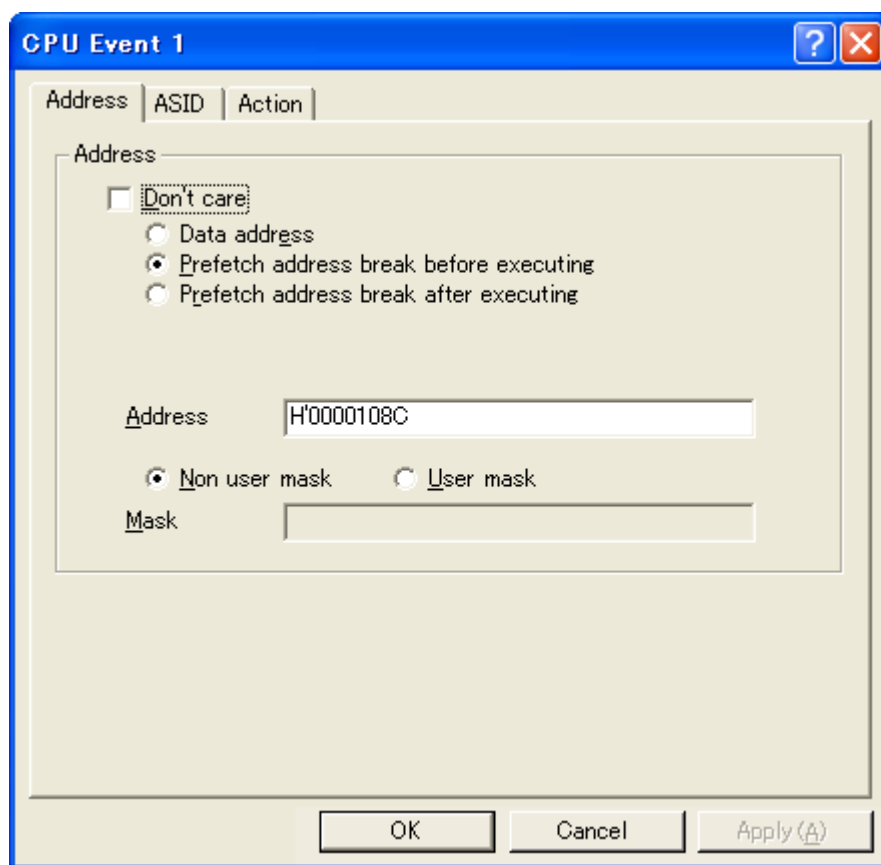 CPU Event 1
Address ASID Action
Address
Don't care
Data address
Prefetch address break before executing
Prefetch address break after executing
Address H'0000108C
Non user mask User mask
Mask
OK Cancel Apply(A)